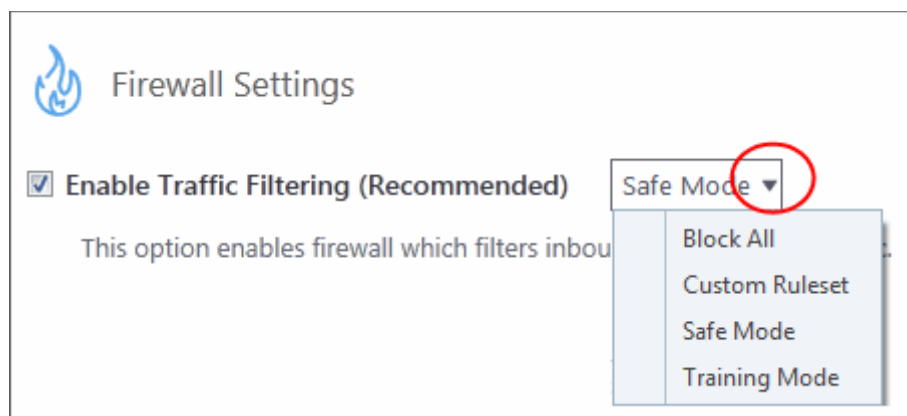 Firewall Settings
Enable Traffic Filtering (Recommended) Safe Mode
This option enables firewall which filters
Block All
Custom Ruleset
Safe Mode
Training Mode